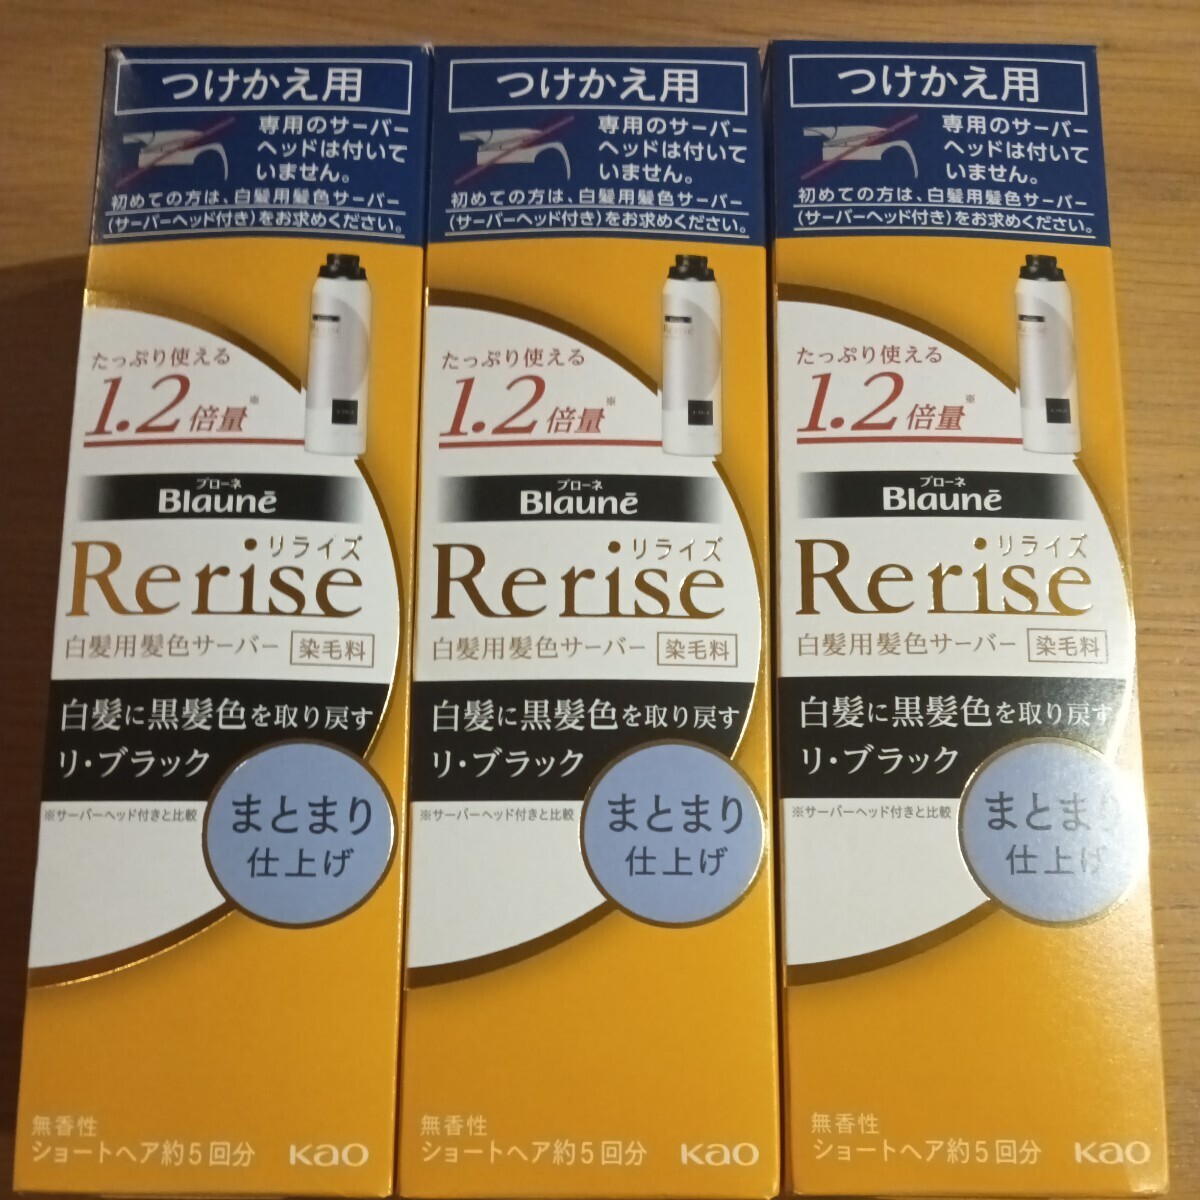 つけかえ用
専用のサーバー
ヘッドは付いて
いません。
初めての方は、白髪用髪色サーバー
(サーバーヘッド付き)をお求めください。
たっぷり使える
1.2倍量※
ブローネ
Blaunē
リライズ
Rerise
白髪用髪色サーバー 染毛料
白髪に黒髪色を取り戻す
リ・ブラック
※サーバーヘッド付きと比較
まとまり
仕上げ
無香性
ショートヘア約5回分 Kao
つけかえ用
専用のサーバー
ヘッドは付いて
いません。
初めての方は、白髪用髪色サーバー
(サーバーヘッド付き)をお求めください。
Rerise
たっぷり使える
1.2倍量※
ブローネ
Blaunē
リライズ
Rerise
白髪用髪色サーバー 染毛料
白髪に黒髪色を取り戻す
リ・ブラック
※サーバーヘッド付きと比較
まとまり
仕上げ
無香性
ショートヘア約5回分 Kao
つけかえ用
専用のサーバー
ヘッドは付いて
いません。
初めての方は、白髪用髪色サーバー
(サーバーヘッド付き)をお求めください。
Rerise
たっぷり使える
1.2倍量※
ブローネ
Blaunē
リライズ
Rerise
白髪用髪色サーバー 染毛料
白髪に黒髪色を取り戻す
リ・ブラック
※サーバーヘッド付きと比較
まとまり
仕上げ
無香性
ショートヘア約5回分 Kao